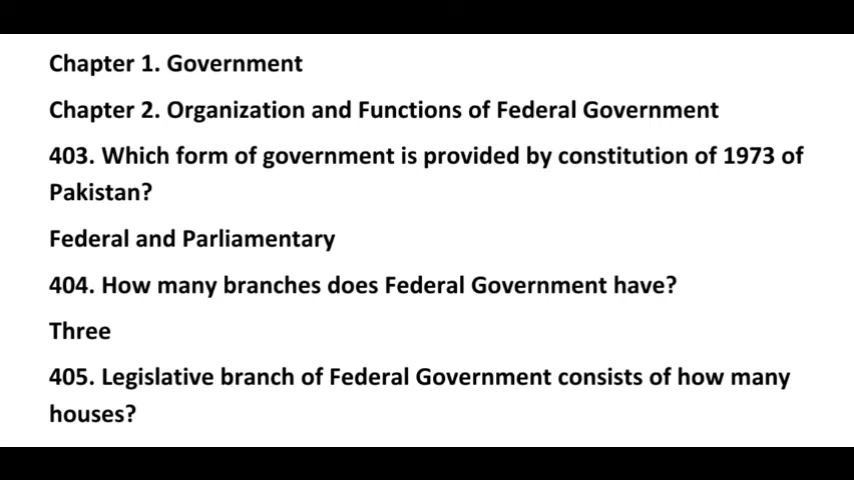 Chapter 1. Government
Chapter 2. Organization and Functions of Federal Government
403. Which form of government is provided by constitution of 1973 of
Pakistan?
Federal and Parliamentary
404. How many branches does Federal Government have?
Three
405. Legislative branch of Federal Government consists of how many
houses?